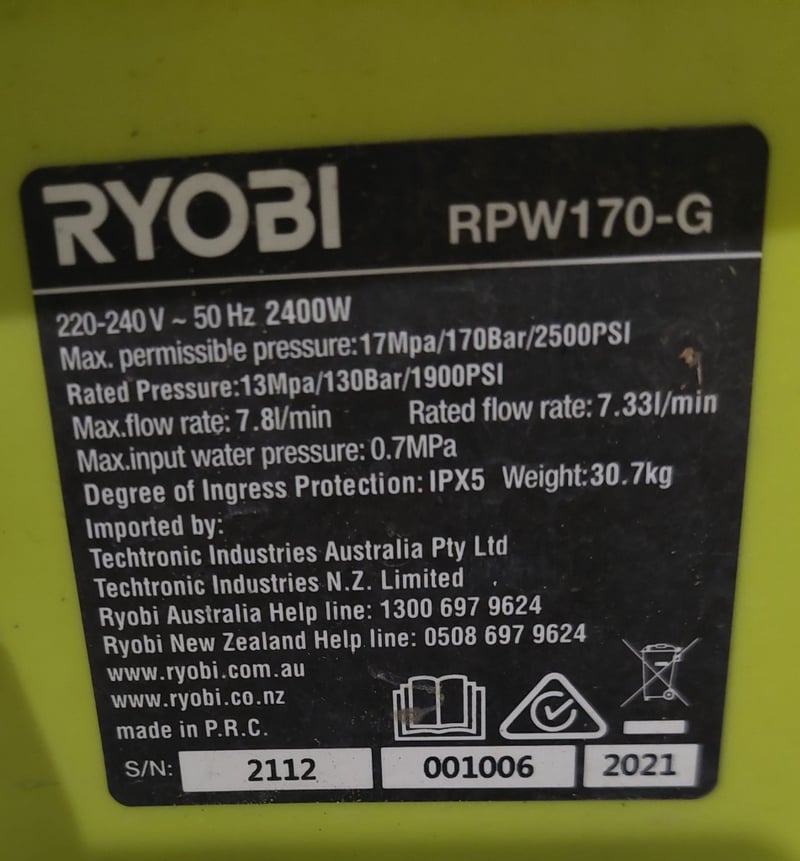 RYOBI RPW170-G
220-240V ~ 50 Hz 2400W
Max. permissible pressure:17Mpa/170Bar/2500PSI
Rated Pressure:13Mpa/130Bar/1900PSI
Max.flow rate: 7.8l/min Rated flow rate: 7.33l/min
Max.input water pressure: 0.7MPa
Degree of Ingress Protection: IPX5 Weight:30.7kg
Imported by:
Techtronic Industries Australia Pty Ltd
Techtronic Industries N.Z. Limited
Ryobi Australia Help line: 1300 697 9624
Ryobi New Zealand Help line: 0508 697 9624
www.ryobi.com.au
www.ryobi.co.nz
made in P.R.C.
S/N: 2112 001006 2021